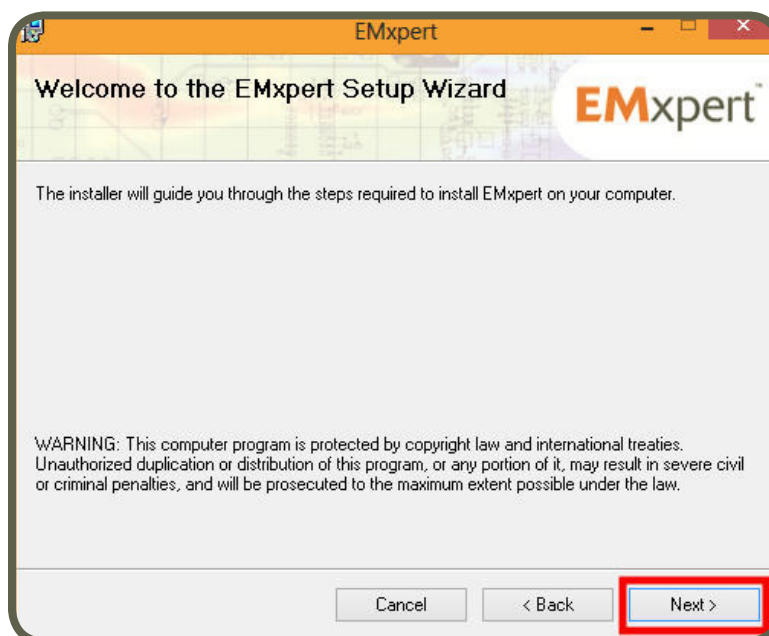 EMxpert
Welcome to the EMxpert Setup Wizard
EMxpert™
The installer will guide you through the steps required to install EMxpert on your computer.
WARNING: This computer program is protected by copyright law and international treaties.
Unauthorized duplication or distribution of this program, or any portion of it, may result in severe civil
or criminal penalties, and will be prosecuted to the maximum extent possible under the law.
Cancel
< Back
Next >